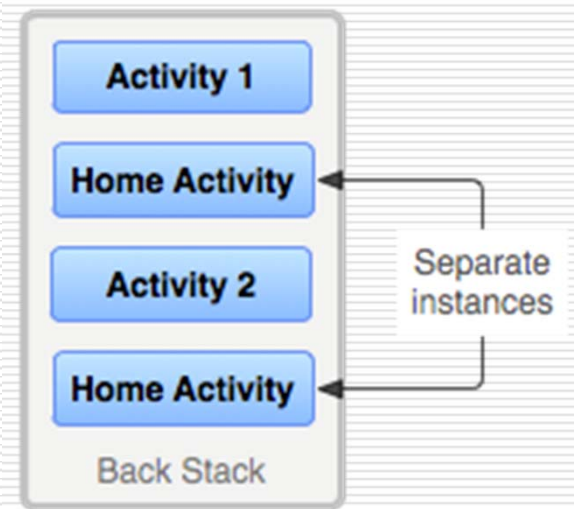 Activity 1
Home Activity
Activity 2
Home Activity
Back Stack
Separate
instances